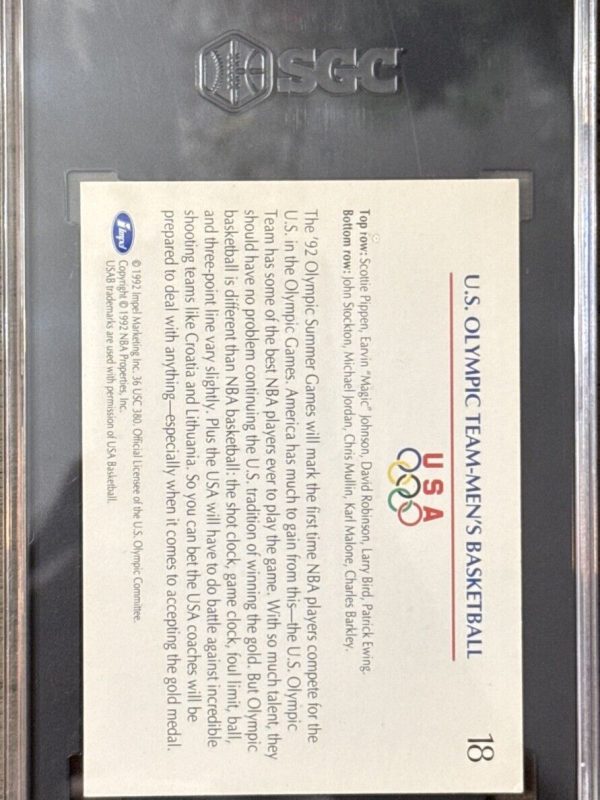 SGC
U.S. OLYMPIC TEAM-MEN'S BASKETBALL
18
USA
Top row: Scottie Pippen, Earvin "Magic" Johnson, David Robinson, Larry Bird, Patrick Ewing.
Bottom row: John Stockton, Michael Jordan, Chris Mullin, Karl Malone, Charles Barkley.
The '92 Olympic Summer Games will mark the first time NBA players compete for the
U.S. in the Olympic Games. America has much to gain from this—the U.S. Olympic
Team has some of the best NBA players ever to play the game. With so much talent, they
should have no problem continuing the U.S. tradition of winning the gold. But Olympic
basketball is different than NBA basketball: the shot clock, game clock, foul limit, ball,
and three-point line vary slightly. Plus the USA will have to do battle against incredible
shooting teams like Croatia and Lithuania. So you can bet the USA coaches will be
prepared to deal with anything—especially when it comes to accepting the gold medal.
impel
© 1992 Impel Marketing Inc. 36 USC 380. Official Licensee of the U.S. Olympic Committee.
Copyright © 1992 NBA Properties, Inc.
USAB trademarks are used with permission of USA Basketball.